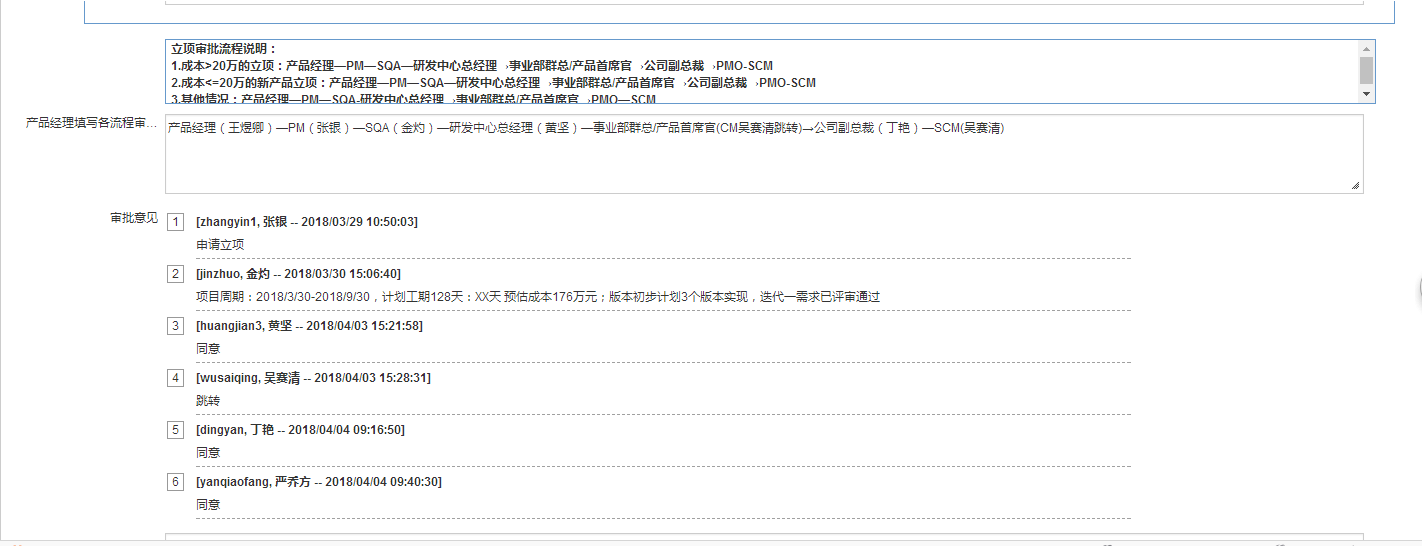 立项审批流程说明：
1.成本>20万的立项：产品经理—PM—SQA—研发中心总经理→事业部群总/产品首席官→公司副总裁→PMO-SCM
2.成本<=20万的新产品立项：产品经理—PM—SQA—研发中心总经理→事业部群总/产品首席官→公司副总裁→PMO-SCM
3.其他情况：产品经理—PM—SQA-研发中心总经理→事业部群总/产品首席官→PMO—SCM
产品经理填写各流程审...
产品经理（王煜卿）—PM（张银）—SQA（金灼）—研发中心总经理（黄坚）—事业部群总/产品首席官(CM吴赛清跳转)→公司副总裁（丁艳）—SCM(吴赛清)
审批意见
1 [zhangyin1, 张银 -- 2018/03/29 10:50:03]
申请立项
2 [jinzhuo, 金灼 -- 2018/03/30 15:06:40]
项目周期：2018/3/30-2018/9/30，计划工期128天：XX天 预估成本176万元；版本初步计划3个版本实现，迭代一需求已评审通过
3 [huangjian3, 黄坚 -- 2018/04/03 15:21:58]
同意
4 [wusaiqing, 吴赛清 -- 2018/04/03 15:28:31]
跳转
5 [dingyan, 丁艳 -- 2018/04/04 09:16:50]
同意
6 [yanqiaofang, 严乔方 -- 2018/04/04 09:40:30]
同意